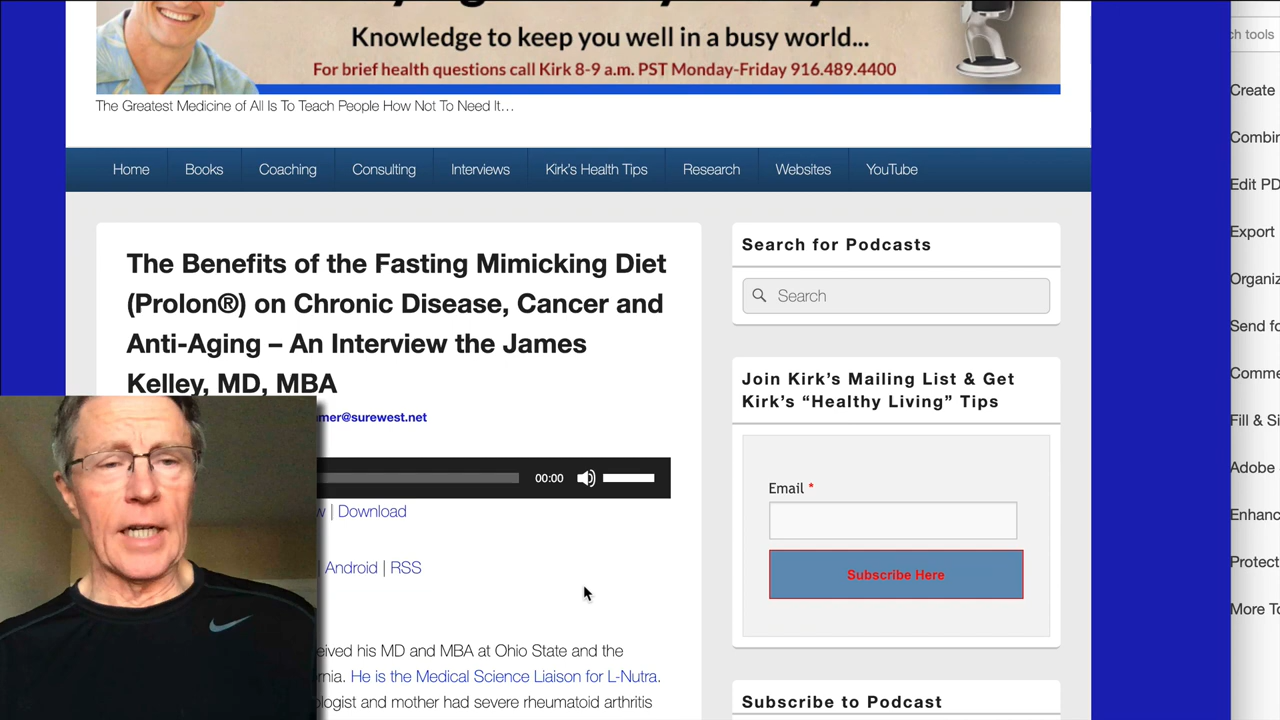 Knowledge to keep you well in a busy world...
For brief health questions call Kirk 8-9 a.m. PST Monday-Friday 916.489.4400
The Greatest Medicine of All Is To Teach People How Not To Need It…
ch tools
Home Books Coaching Consulting Interviews Kirk's Health Tips Research Websites YouTube
The Benefits of the Fasting Mimicking Diet
(Prolon®) on Chronic Disease, Cancer and
Anti-Aging – An Interview the James
Kelley, MD, MBA
mer@surewest.net
00:00
w | Download
| Android | RSS
eived his MD and MBA at Ohio State and the
rnia. He is the Medical Science Liaison for L-Nutra.
ologist and mother had severe rheumatoid arthritis
Search for Podcasts
Search
Join Kirk's Mailing List & Get
Kirk's “Healthy Living” Tips
Email *
Subscribe Here
Subscribe to Podcast
Create
Combin
Edit PD
Export
Organiz
Send fo
Comme
Fill & Si
Adobe
Enhanc
Protect
More To